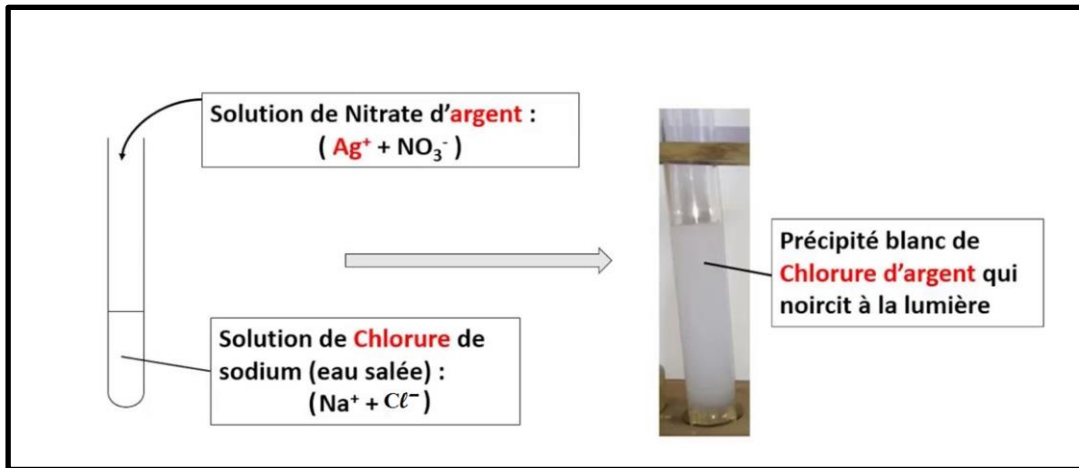 Solution de Nitrate d'argent :
( Ag⁺ + NO₃⁻ )
Solution de Chlorure de
sodium (eau salée) :
(Na⁺ + Cℓ⁻)
Précipité blanc de
Chlorure d'argent qui
noircit à la lumière